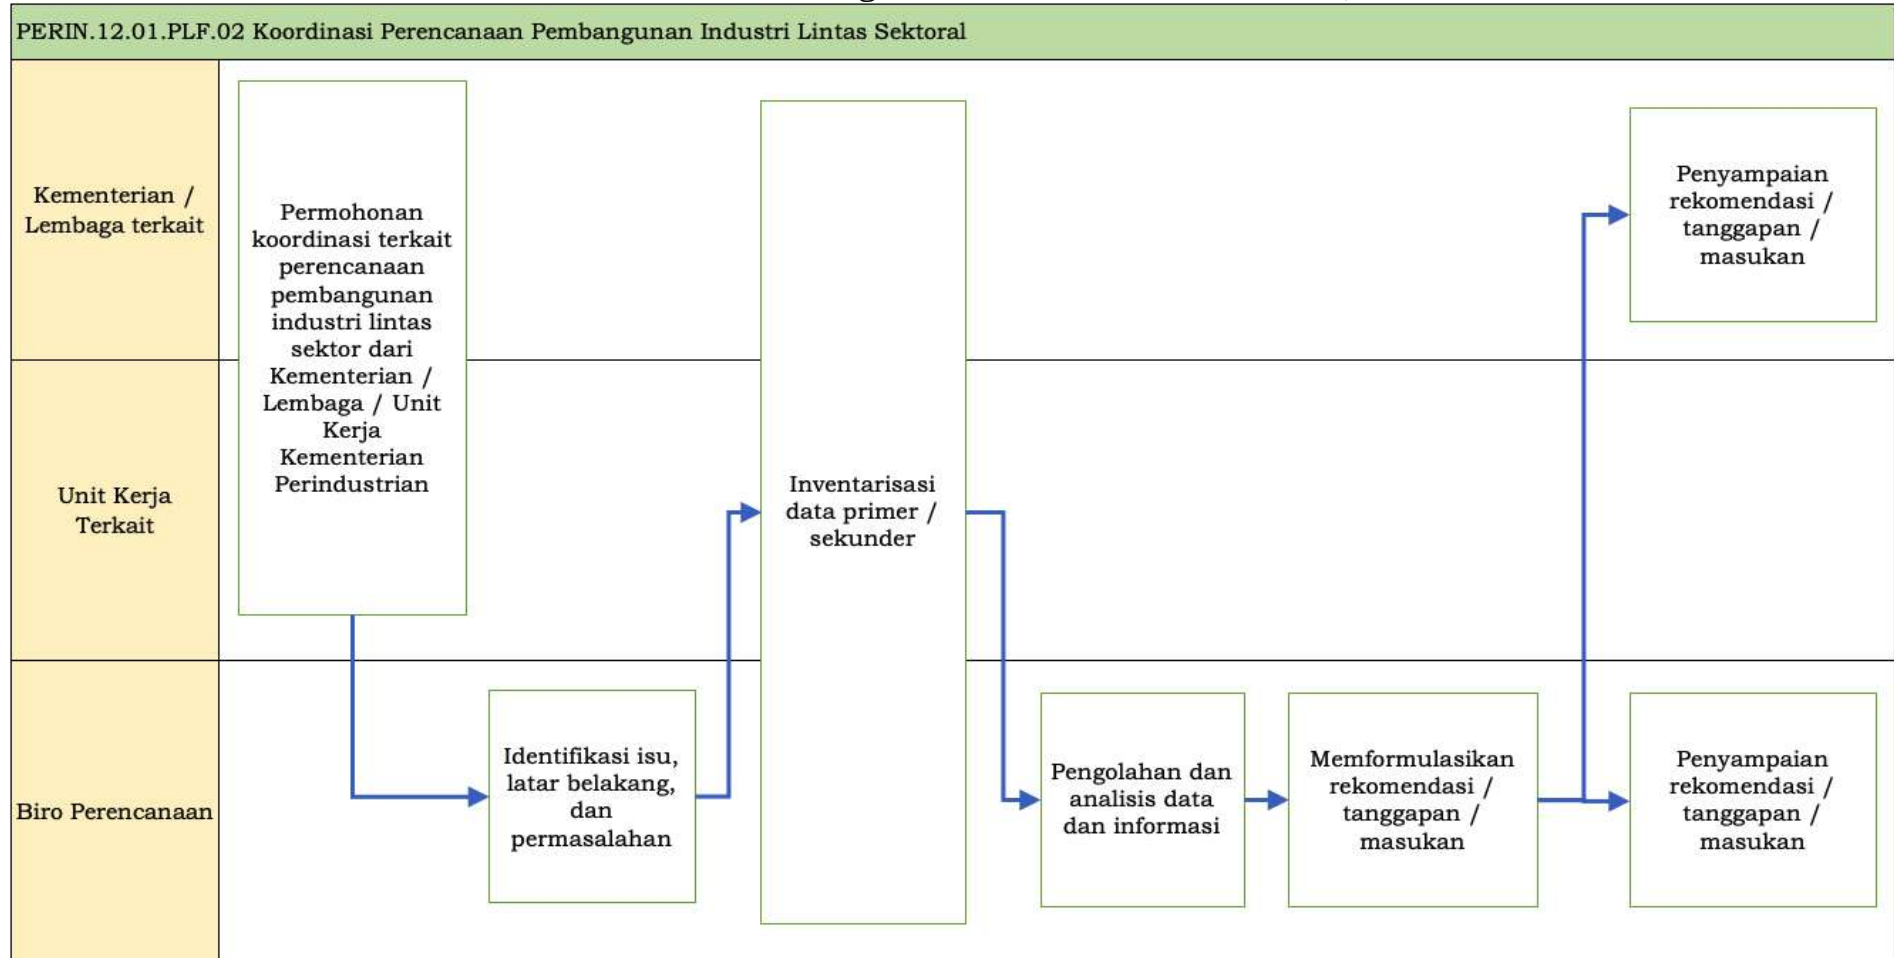 PERIN.12.01.PLF.02 Koordinasi Perencanaan Pembangunan Industri Lintas Sektoral
Kementerian /
Lembaga terkait
Permohonan
koordinasi terkait
perencanaan
pembangunan
industri lintas
sektor dari
Kementerian /
Lembaga / Unit
Kerja
Kementerian
Perindustrian
Penyampaian
rekomendasi /
tanggapan /
masukan
Unit Kerja
Terkait
Inventarisasi
data primer /
sekunder
Biro Perencanaan
Identifikasi isu,
latar belakang,
dan
permasalahan
Pengolahan dan
analisis data
dan informasi
Memformulasikan
rekomendasi /
tanggapan /
masukan
Penyampaian
rekomendasi /
tanggapan /
masukan